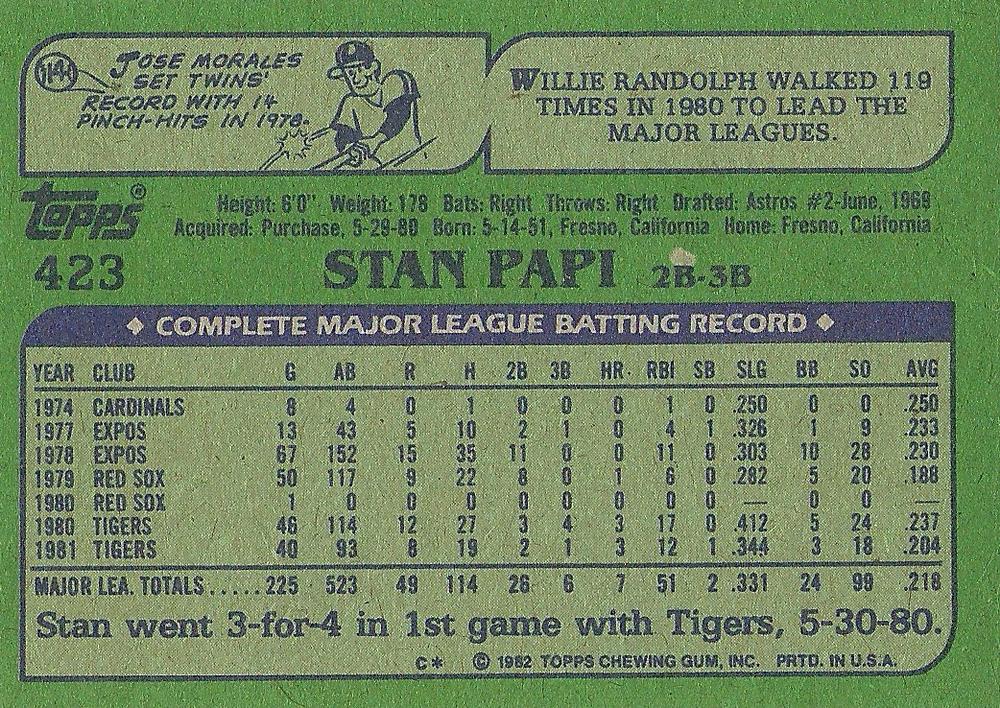 114
JOSE MORALES
SET TWINS'
RECORD WITH 14
PINCH-HITS IN 1978.
WILLIE RANDOLPH WALKED 119
TIMES IN 1980 TO LEAD THE
MAJOR LEAGUES.
TOPPS®
Height: 6'0" Weight: 178 Bats: Right Throws: Right Drafted: Astros #2-June, 1969
Acquired: Purchase, 5-29-80 Born: 5-14-51, Fresno, California Home: Fresno, California
423 STAN PAPI 2B-3B
◆ COMPLETE MAJOR LEAGUE BATTING RECORD ◆
YEAR CLUB G AB R H 2B 3B HR RBI SB SLG BB SO AVG
1974 CARDINALS 8 4 0 1 0 0 0 1 0 .250 0 0 .250
1977 EXPOS 13 43 5 10 2 1 0 4 1 .326 1 9 .233
1978 EXPOS 67 152 15 35 11 0 0 11 0 .303 10 28 .230
1979 RED SOX 50 117 9 22 8 0 1 6 0 .282 5 20 .188
1980 RED SOX 1 0 0 0 0 0 0 0 0 — 0 0 —
1980 TIGERS 46 114 12 27 3 4 3 17 0 .412 5 24 .237
1981 TIGERS 40 93 8 19 2 1 3 12 1 .344 3 18 .204
MAJOR LEA. TOTALS.....225 523 49 114 26 6 7 51 2 .331 24 99 .218
Stan went 3-for-4 in 1st game with Tigers, 5-30-80.
C* © 1982 TOPPS CHEWING GUM, INC. PRTD. IN U.S.A.